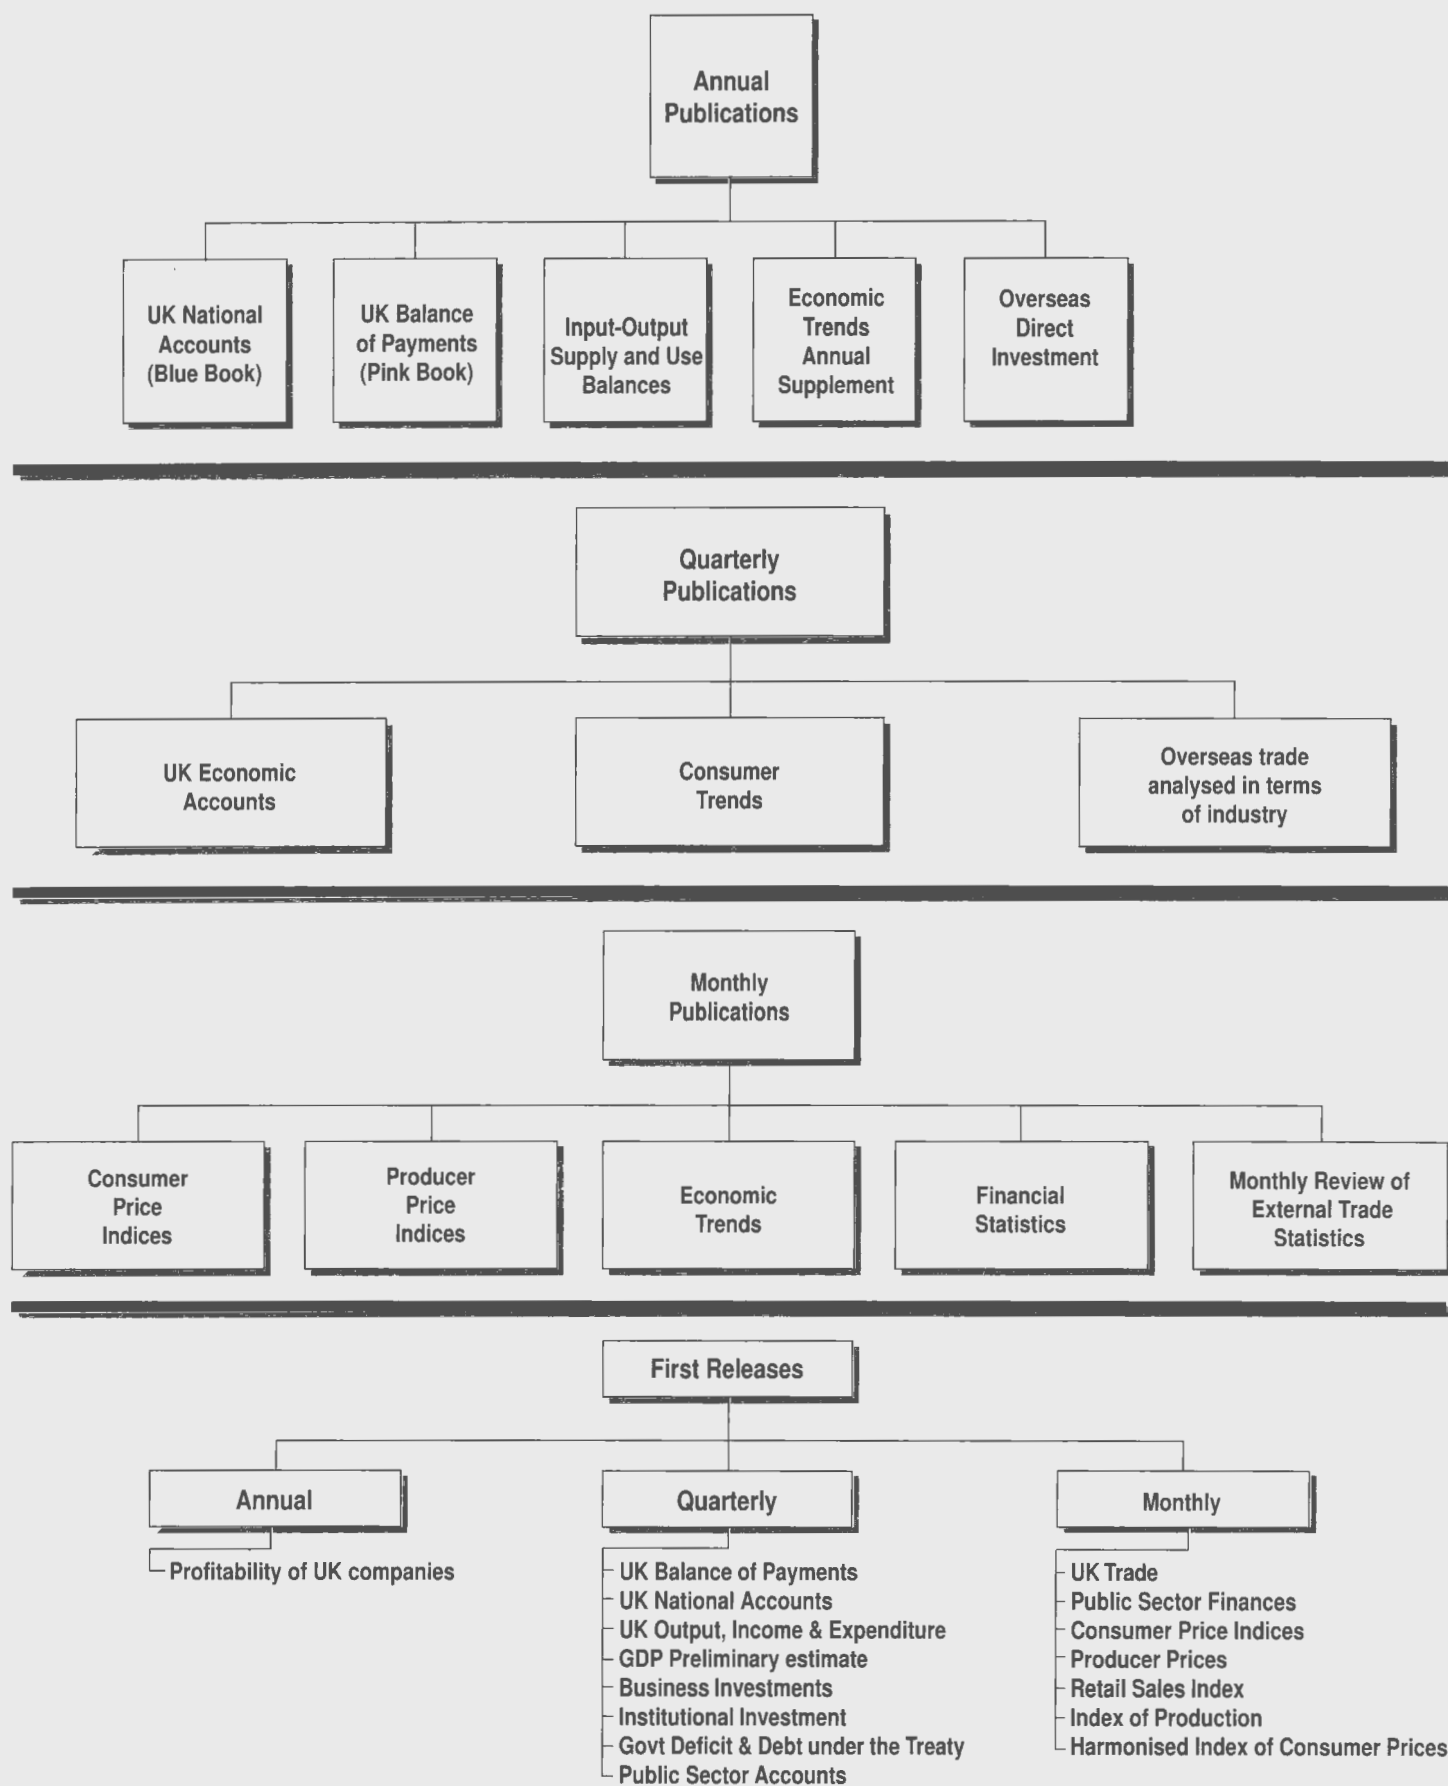 Annual
Publications
UK National
Accounts
(Blue Book)
UK Balance
of Payments
(Pink Book)
Input-Output
Supply and Use
Balances
Economic
Trends
Annual
Supplement
Overseas
Direct
Investment
Quarterly
Publications
UK Economic
Accounts
Consumer
Trends
Overseas trade
analysed in terms
of industry
Monthly
Publications
Consumer
Price
Indices
Producer
Price
Indices
Economic
Trends
Financial
Statistics
Monthly Review of
External Trade
Statistics
First Releases
Annual
Profitability of UK companies
Quarterly
UK Balance of Payments
UK National Accounts
UK Output, Income & Expenditure
GDP Preliminary estimate
Business Investments
Institutional Investment
Govt Deficit & Debt under the Treaty
Public Sector Accounts
Monthly
UK Trade
Public Sector Finances
Consumer Price Indices
Producer Prices
Retail Sales Index
Index of Production
Harmonised Index of Consumer Prices